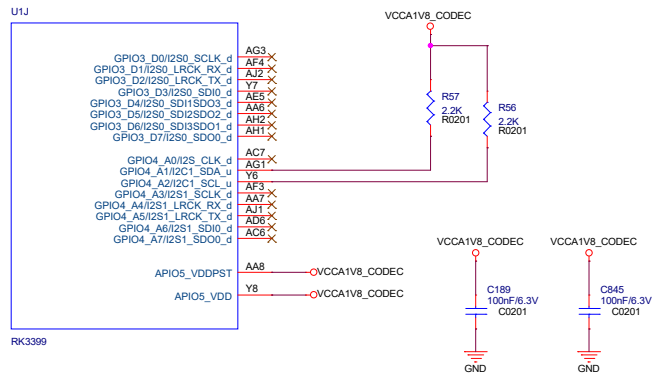 U1J
VCCA1V8_CODEC
GPIO3_D0/I2S0_SCLK_d AG3
GPIO3_D1/I2S0_LRCK_RX_d AF4
GPIO3_D2/I2S0_LRCK_TX_d AJ2
GPIO3_D3/I2S0_SDI0_d Y7
GPIO3_D4/I2S0_SDI1SDO3_d AE5
GPIO3_D5/I2S0_SDI2SDO2_d AA6
GPIO3_D6/I2S0_SDI3SDO1_d AH2
GPIO3_D7/I2S0_SDO0_d AH1
R57
2.2K
R0201
R56
2.2K
R0201
GPIO4_A0/I2S_CLK_d AC7
GPIO4_A1/I2C1_SDA_u AG1
GPIO4_A2/I2C1_SCL_u Y6
GPIO4_A3/I2S1_SCLK_d AF3
GPIO4_A4/I2S1_LRCK_RX_d AA7
GPIO4_A5/I2S1_LRCK_TX_d AJ1
GPIO4_A6/I2S1_SDI0_d AD6
GPIO4_A7/I2S1_SDO0_d AC6
APIO5_VDDPST AA8 VCCA1V8_CODEC
APIO5_VDD Y8 VCCA1V8_CODEC
RK3399
VCCA1V8_CODEC
C189
100nF/6.3V
C0201
GND
VCCA1V8_CODEC
C845
100nF/6.3V
C0201
GND